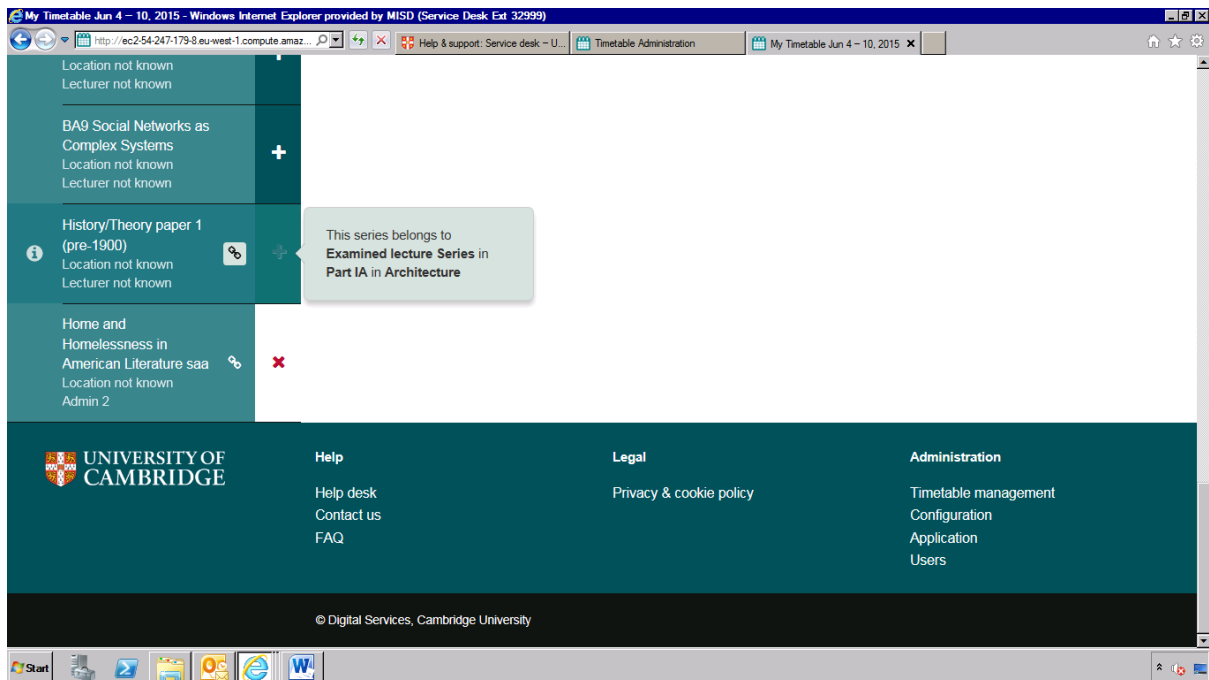 My Timetable Jun 4 – 10, 2015 - Windows Internet Explorer provided by MISD (Service Desk Ext 32999)
http://ec2-54-247-179-8.eu-west-1.compute.amaz...
Help & support: Service desk – U...
Timetable Administration
My Timetable Jun 4 – 10, 2015
Location not known
Lecturer not known
BA9 Social Networks as
Complex Systems
Location not known
Lecturer not known
History/Theory paper 1
(pre-1900)
Location not known
Lecturer not known
This series belongs to
Examined lecture Series in
Part IA in Architecture
Home and
Homelessness in
American Literature saa
Location not known
Admin 2
UNIVERSITY OF
CAMBRIDGE
Help
Help desk
Contact us
FAQ
Legal
Privacy & cookie policy
Administration
Timetable management
Configuration
Application
Users
© Digital Services, Cambridge University
Start